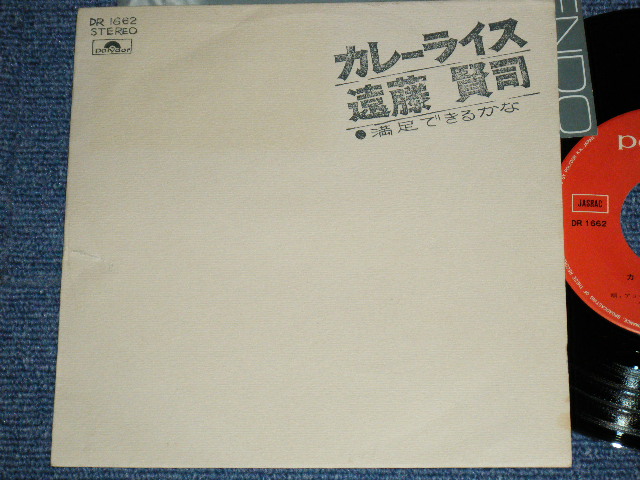 DR 1662
STEREO
Polydor
カレーライス
遠藤 賢司
●満足できるかな
ENDO
JASRAC
DR 1662